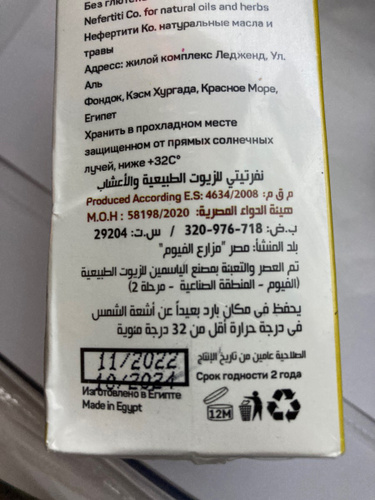 Без глютена
Nefertiti Co. for natural oils and herbs
Нефертити Ко. натуральные масла и
травы
Адресь: жилой комплекс Ледженд, Ул.
Аль
Фондок, Кэсм Хургада, Красное Море,
Египет
Хранить в прохладном месте
защищенном от прямых солнечных
лучей, ниже +32C°
نفرتيتي للزيوت الطبيعية والأعشاب
Produced According E.S: 4634/2008 :م ق م
M.O.H : 58198/2020 :هيئة الدواء المصرية
ب.ض: 718-976-320 / س.ت: 29204
بلد المنشأ: مصر "مزارع الفيوم"
تم العصر والتعبئة بمصنع الياسمين للزيوت الطبيعية
(الفيوم - المنطقة الصناعية - مرحلة 2)
يحفظ في مكان بارد بعيداً عن أشعة الشمس
في درجة حرارة أقل من 32 درجة مئوية
11/2022
10/2024
الصلاحية عامين من تاريخ الإنتاج
Срок годности 2 года
Изготовлено в Египте
Made in Egypt
12M